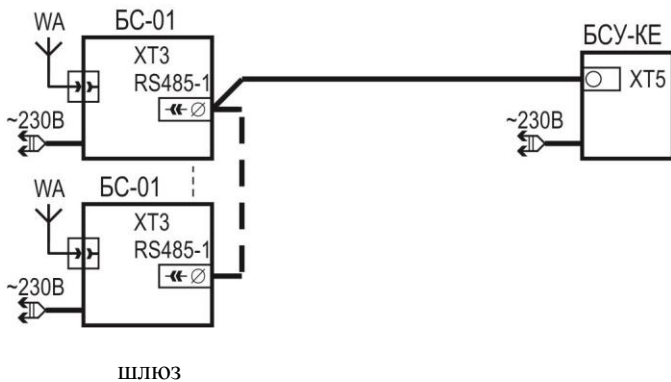 БС-01
БСУ-КЕ
WA
XT3
RS485-1
XT5
~230В
~230В
БС-01
WA
XT3
RS485-1
~230В
шлюз